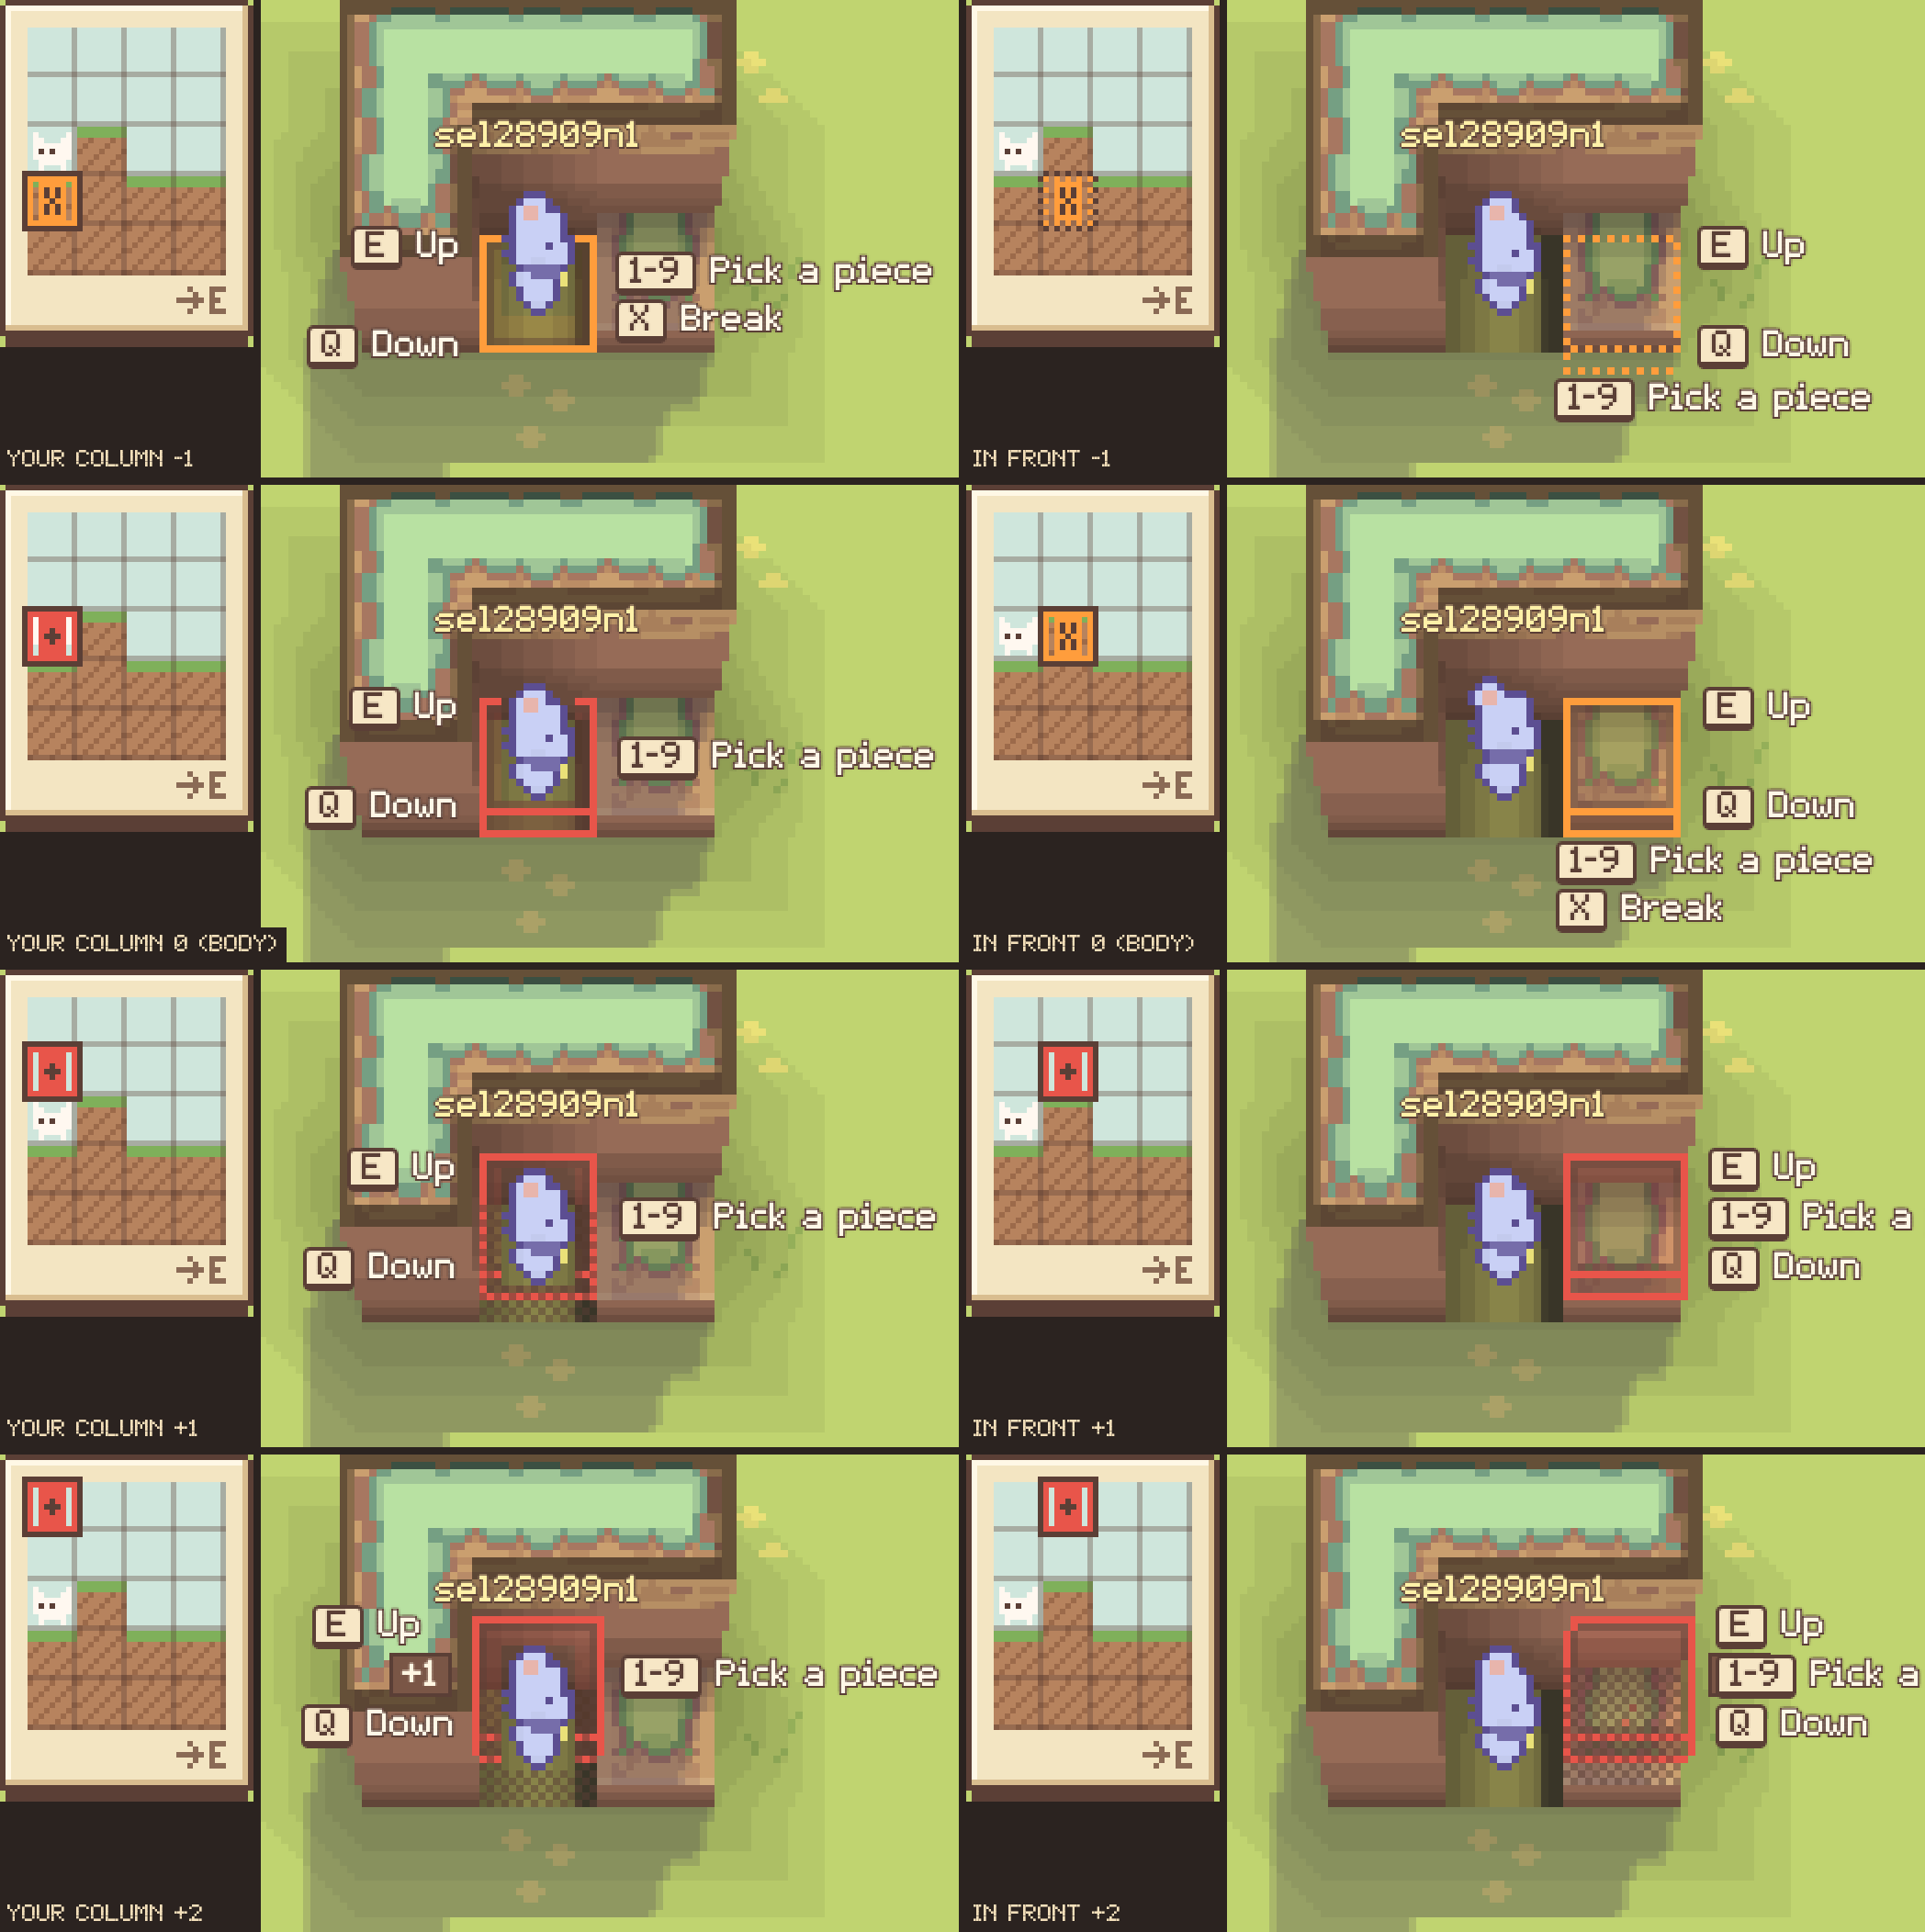 sel28909n1
E Up
1-9 Pick a piece
X Break
Q Down
X
→E
YOUR COLUMN -1
sel28909n1
E Up
Q Down
1-9 Pick a piece
X
→E
IN FRONT -1
sel28909n1
+
E Up
1-9 Pick a piece
Q Down
→E
YOUR COLUMN 0 (BODY)
sel28909n1
X
E Up
Q Down
1-9 Pick a piece
X Break
→E
IN FRONT 0 (BODY)
+
sel28909n1
E Up
1-9 Pick a piece
Q Down
→E
YOUR COLUMN +1
+
sel28909n1
E Up
1-9 Pick a
Q Down
→E
IN FRONT +1
+
sel28909n1
E Up
+1
1-9 Pick a piece
Q Down
→E
YOUR COLUMN +2
+
sel28909n1
E Up
1-9 Pick a
Q Down
→E
IN FRONT +2